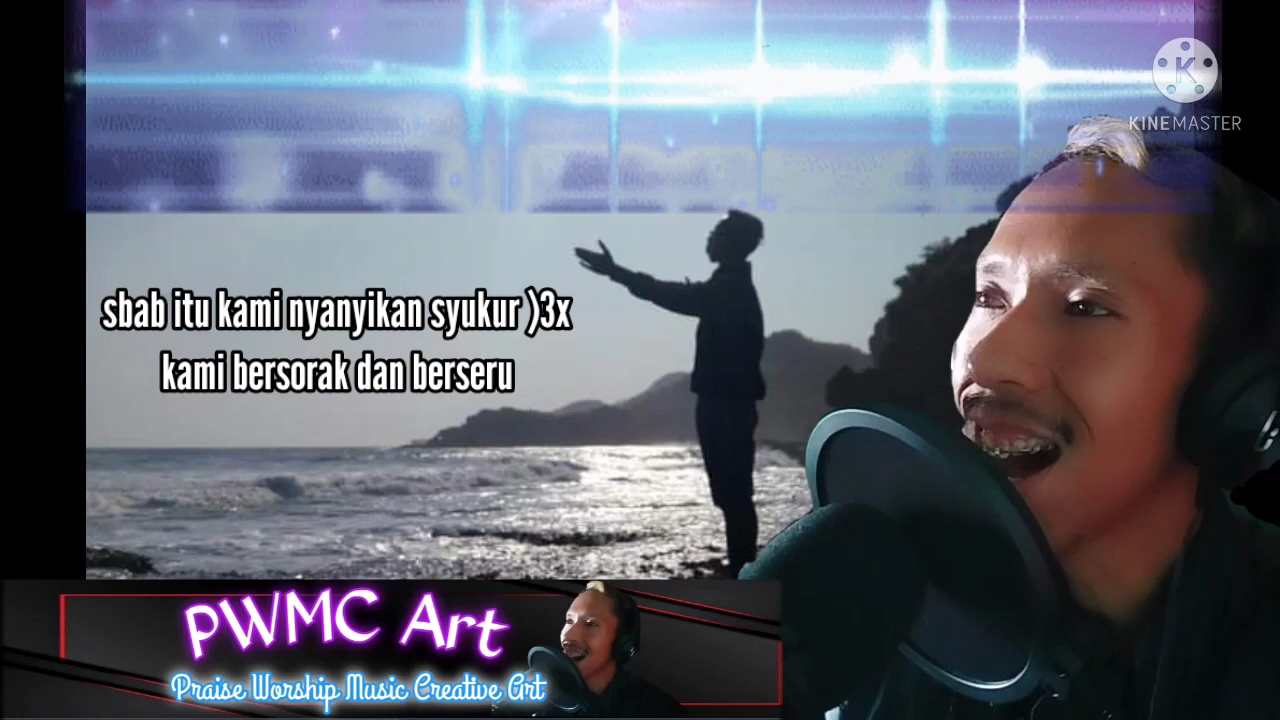 K
KINEMASTER
sbab itu kami nyanyikan syukur )3x
kami bersorak dan berseru
PWMC Art
Praise Worship Music Creative Art